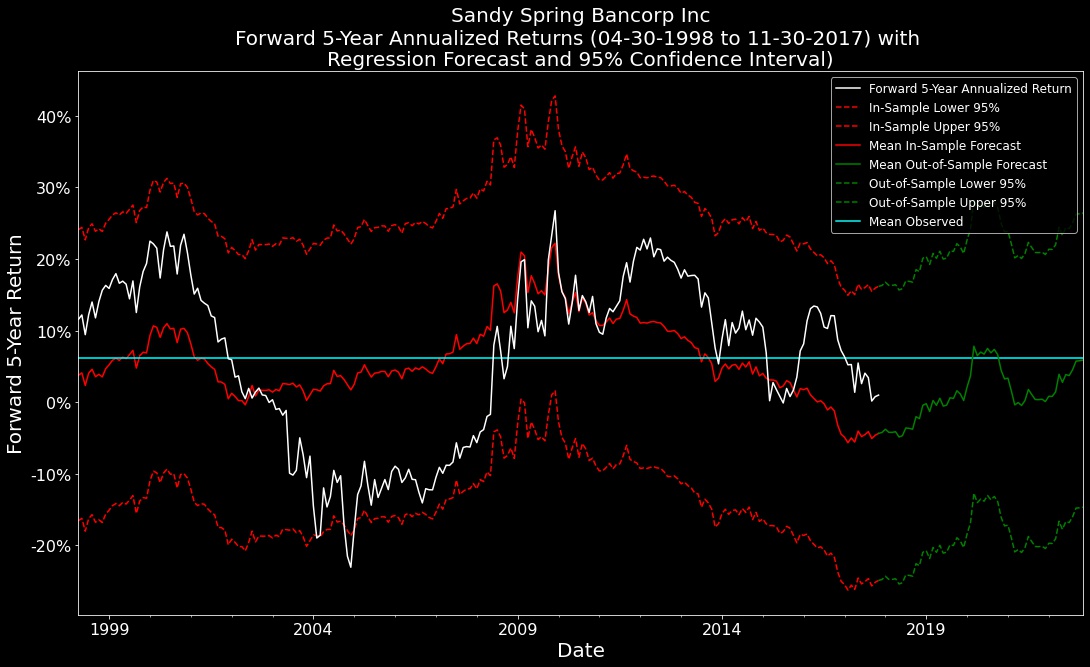 Sandy Spring Bancorp Inc
Forward 5-Year Annualized Returns (04-30-1998 to 11-30-2017) with
Regression Forecast and 95% Confidence Interval)
Forward 5-Year Annualized Return
In-Sample Lower 95%
In-Sample Upper 95%
Mean In-Sample Forecast
Mean Out-of-Sample Forecast
Out-of-Sample Lower 95%
Out-of-Sample Upper 95%
Mean Observed
Forward 5-Year Return
40%
30%
20%
10%
0%
-10%
-20%
1999
2004
2009
2014
2019
Date